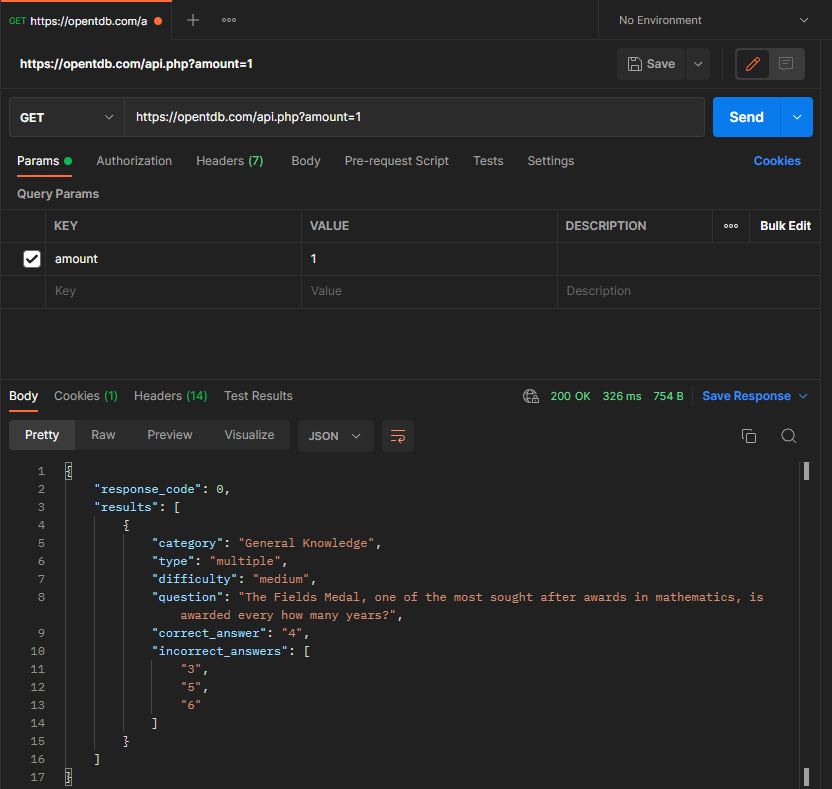 GET https://opentdb.com/a
No Environment
https://opentdb.com/api.php?amount=1
Save
GET https://opentdb.com/api.php?amount=1 Send
Params Authorization Headers (7) Body Pre-request Script Tests Settings Cookies
Query Params
KEY VALUE DESCRIPTION Bulk Edit
amount 1
Key Value Description
Body Cookies (1) Headers (14) Test Results 200 OK 326 ms 754 B Save Response
Pretty Raw Preview Visualize JSON
1 {
2 "response_code": 0,
3 "results": [
4 {
5 "category": "General Knowledge",
6 "type": "multiple",
7 "difficulty": "medium",
8 "question": "The Fields Medal, one of the most sought after awards in mathematics, is
awarded every how many years?",
9 "correct_answer": "4",
10 "incorrect_answers": [
11 "3",
12 "5",
13 "6"
14 ]
15 }
16 ]
17 }